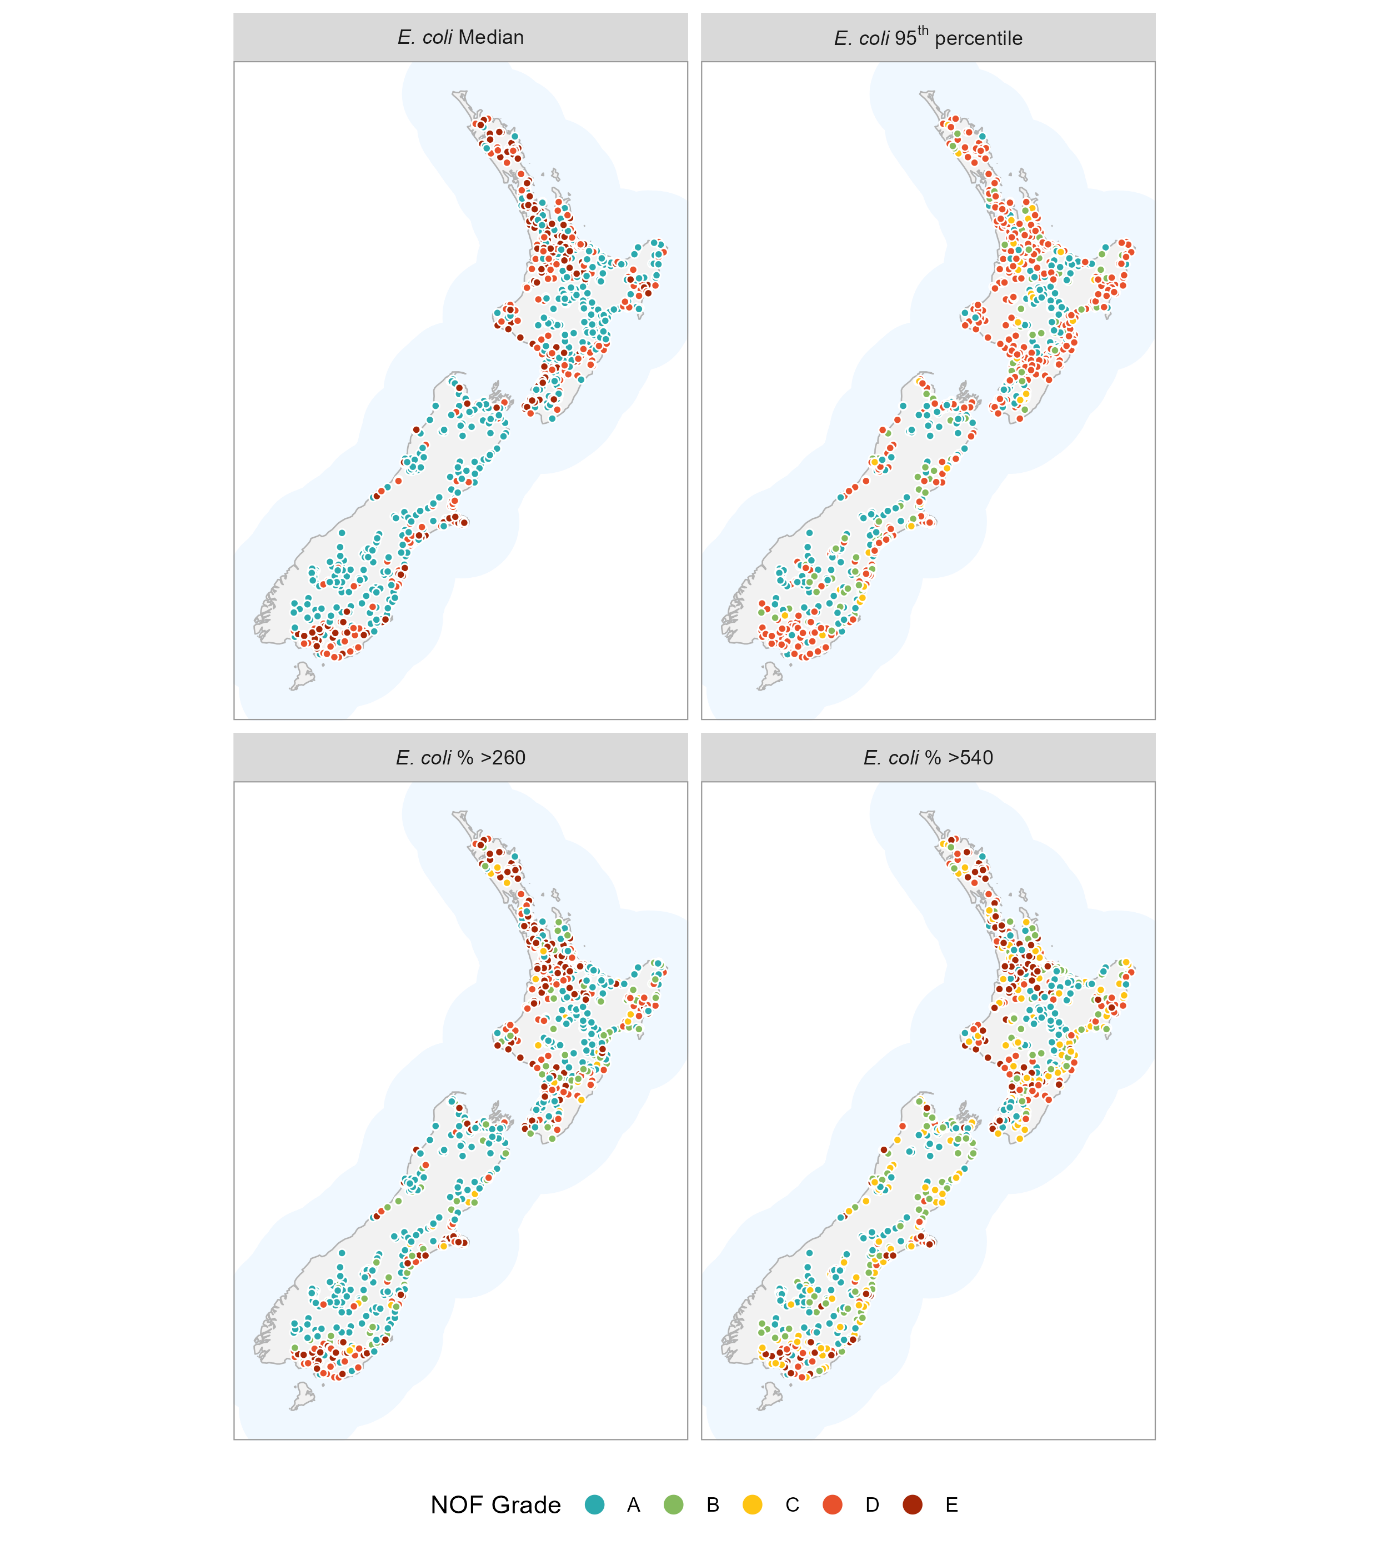 E. coli Median
E. coli 95th percentile
E. coli % >260
E. coli % >540
NOF Grade A B C D E